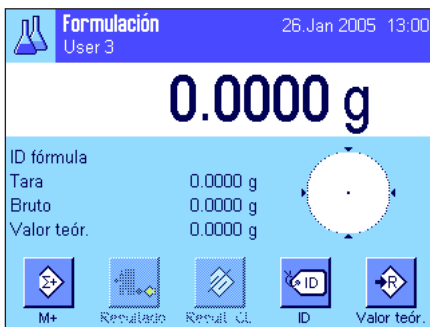 Formulación 26.Jan 2005 13:00
User 3
0.0000 g
ID fórmula
Tara 0.0000 g
Bruto 0.0000 g
Valor teór. 0.0000 g
Σ+ ID R
M+ Resultado Result. CL ID Valor teór.